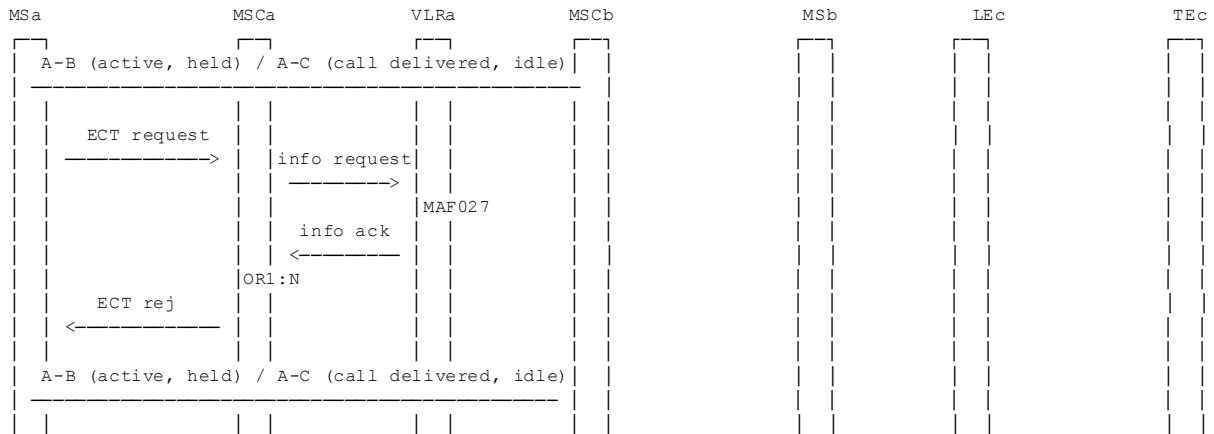 MSa MSCa VLRa MSCb MSb LEc TEc
A-B (active, held) / A-C (call delivered, idle)
ECT request
info request
MAF027
info ack
OR1:N
ECT rej
A-B (active, held) / A-C (call delivered, idle)